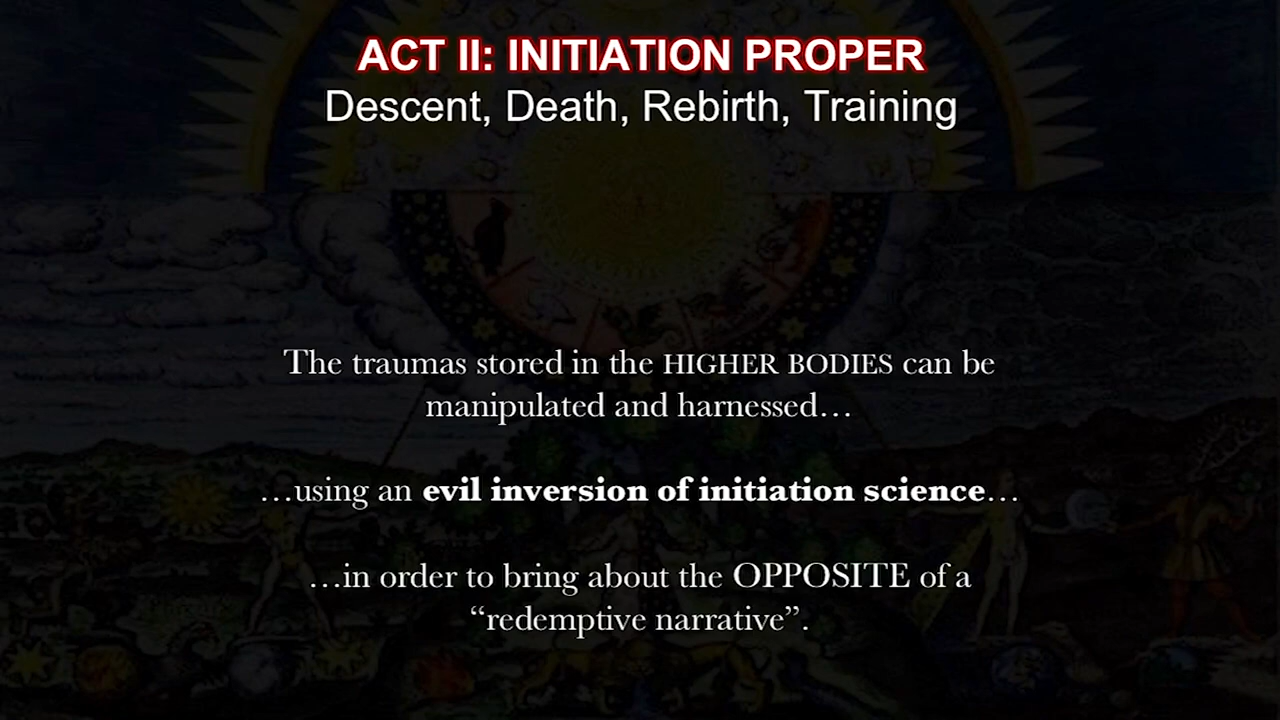 ACT II: INITIATION PROPER
Descent, Death, Rebirth, Training
The traumas stored in the HIGHER BODIES can be
manipulated and harnessed…
…using an evil inversion of initiation science…
…in order to bring about the OPPOSITE of a
“redemptive narrative”.